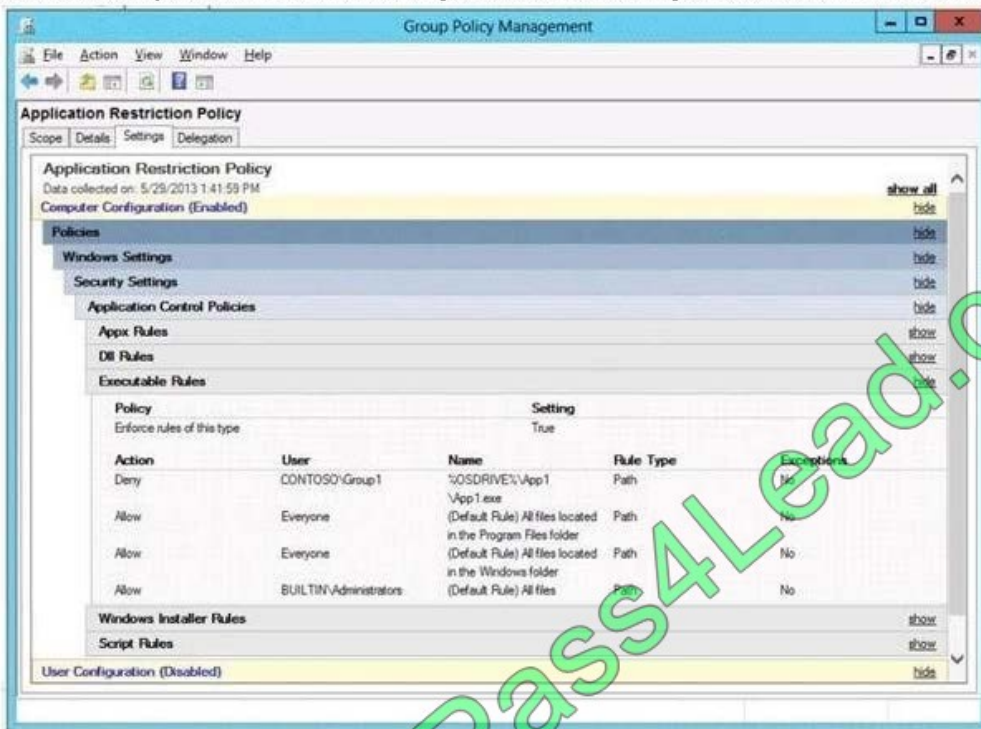 Group Policy Management
File Action View Window Help
Application Restriction Policy
Scope Details Settings Delegation
Application Restriction Policy
Data collected on: 5/29/2013 1:41:59 PM
show all
Computer Configuration (Enabled) hide
Policies hide
Windows Settings hide
Security Settings hide
Application Control Policies hide
Appx Rules show
Dll Rules show
Executable Rules hide
Policy Setting
Enforce rules of this type True
Action User Name Rule Type Exceptions
Deny CONTOSO\Group1 %OSDRIVE%\App1 Path No
\App1.exe
Allow Everyone (Default Rule) All files located Path No
in the Program Files folder
Allow Everyone (Default Rule) All files located Path No
in the Windows folder
Allow BUILTIN\Administrators (Default Rule) All files Path No
Windows Installer Rules show
Script Rules show
User Configuration (Disabled) hide
Pass4Lead.c